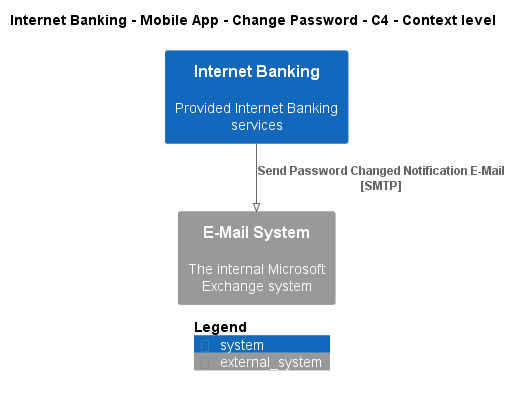 Internet Banking - Mobile App - Change Password - C4 - Context level
Internet Banking
Provided Internet Banking
services
Send Password Changed Notification E-Mail
[SMTP]
E-Mail System
The internal Microsoft
Exchange system
Legend
system
external_system